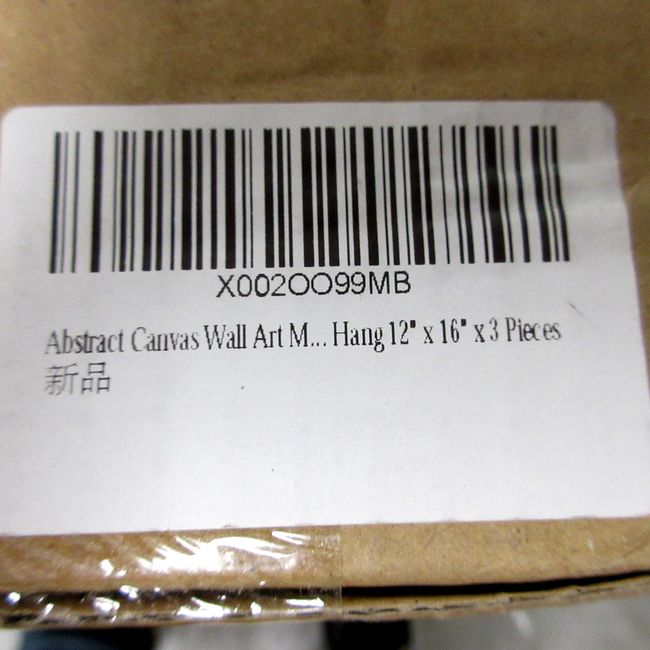 X002OO99MB
Abstract Canvas Wall Art M... Hang 12" x 16" x 3 Pieces
新品